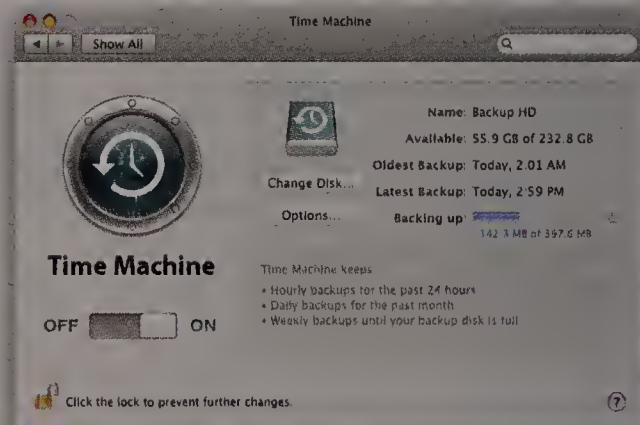 Time Machine
Show All
Name: Backup HD
Available: 55.9 GB of 232.8 GB
Oldest Backup: Today, 2:01 AM
Change Disk...
Latest Backup: Today, 2:59 PM
Options...
Backing up:
142.3 MB of 397.6 MB
Time Machine
Time Machine keeps
• Hourly backups for the past 24 hours
• Daily backups for the past month
• Weekly backups until your backup disk is full
OFF ON
Click the lock to prevent further changes.
?